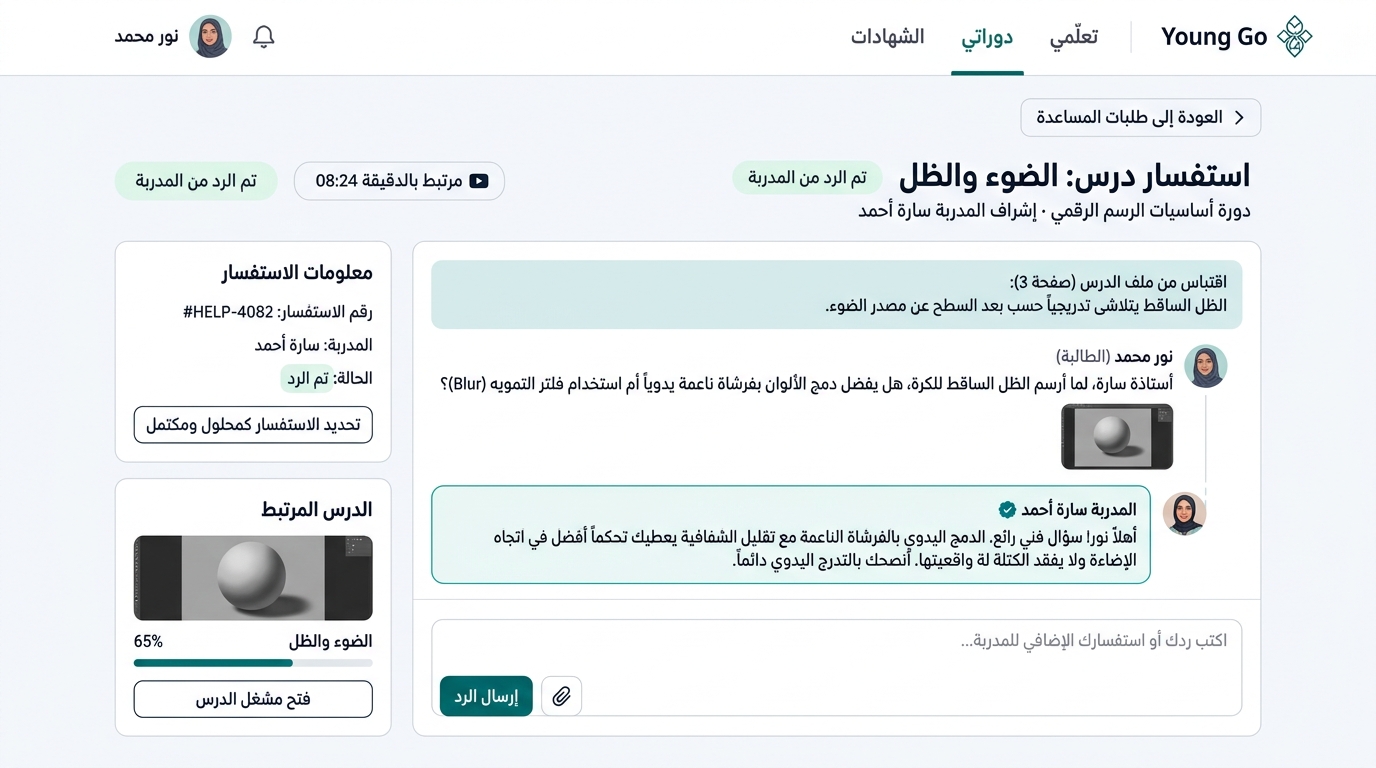 Young Go
تعلّمي
دوراتي
الشهادات
نور محمد
العودة إلى طلبات المساعدة
استفسار درس: الضوء والظل
تم الرد من المدربة
دورة أساسيات الرسم الرقمي · إشراف المدربة سارة أحمد
مرتبط بالدقيقة 08:24
تم الرد من المدربة
اقتباس من ملف الدرس (صفحة 3):
الظل الساقط يتلاشى تدريجياً حسب بعد السطح عن مصدر الضوء.
نور محمد (الطالبة)
أستاذة سارة، لما أرسم الظل الساقط للكرة، هل يفضل دمج الألوان بفرشاة ناعمة يدوياً أم استخدام فلتر التمويه (Blur)؟
المدربة سارة أحمد
أهلاً نور! سؤال فني رائع. الدمج اليدوي بالفرشاة الناعمة مع تقليل الشفافية يعطيك تحكماً أفضل في اتجاه
الإضاءة ولا يفقد الكتلة لة واقعيتها. أنصحك بالتدرج اليدوي دائماً.
اكتب ردك أو استفسارك الإضافي للمدربة...
إرسال الرد
معلومات الاستفسار
رقم الاستفسار: #HELP-4082
المدربة: سارة أحمد
الحالة: تم الرد
تحديد الاستفسار كمحلول ومكتمل
الدرس المرتبط
الضوء والظل
65%
فتح مشغل الدرس